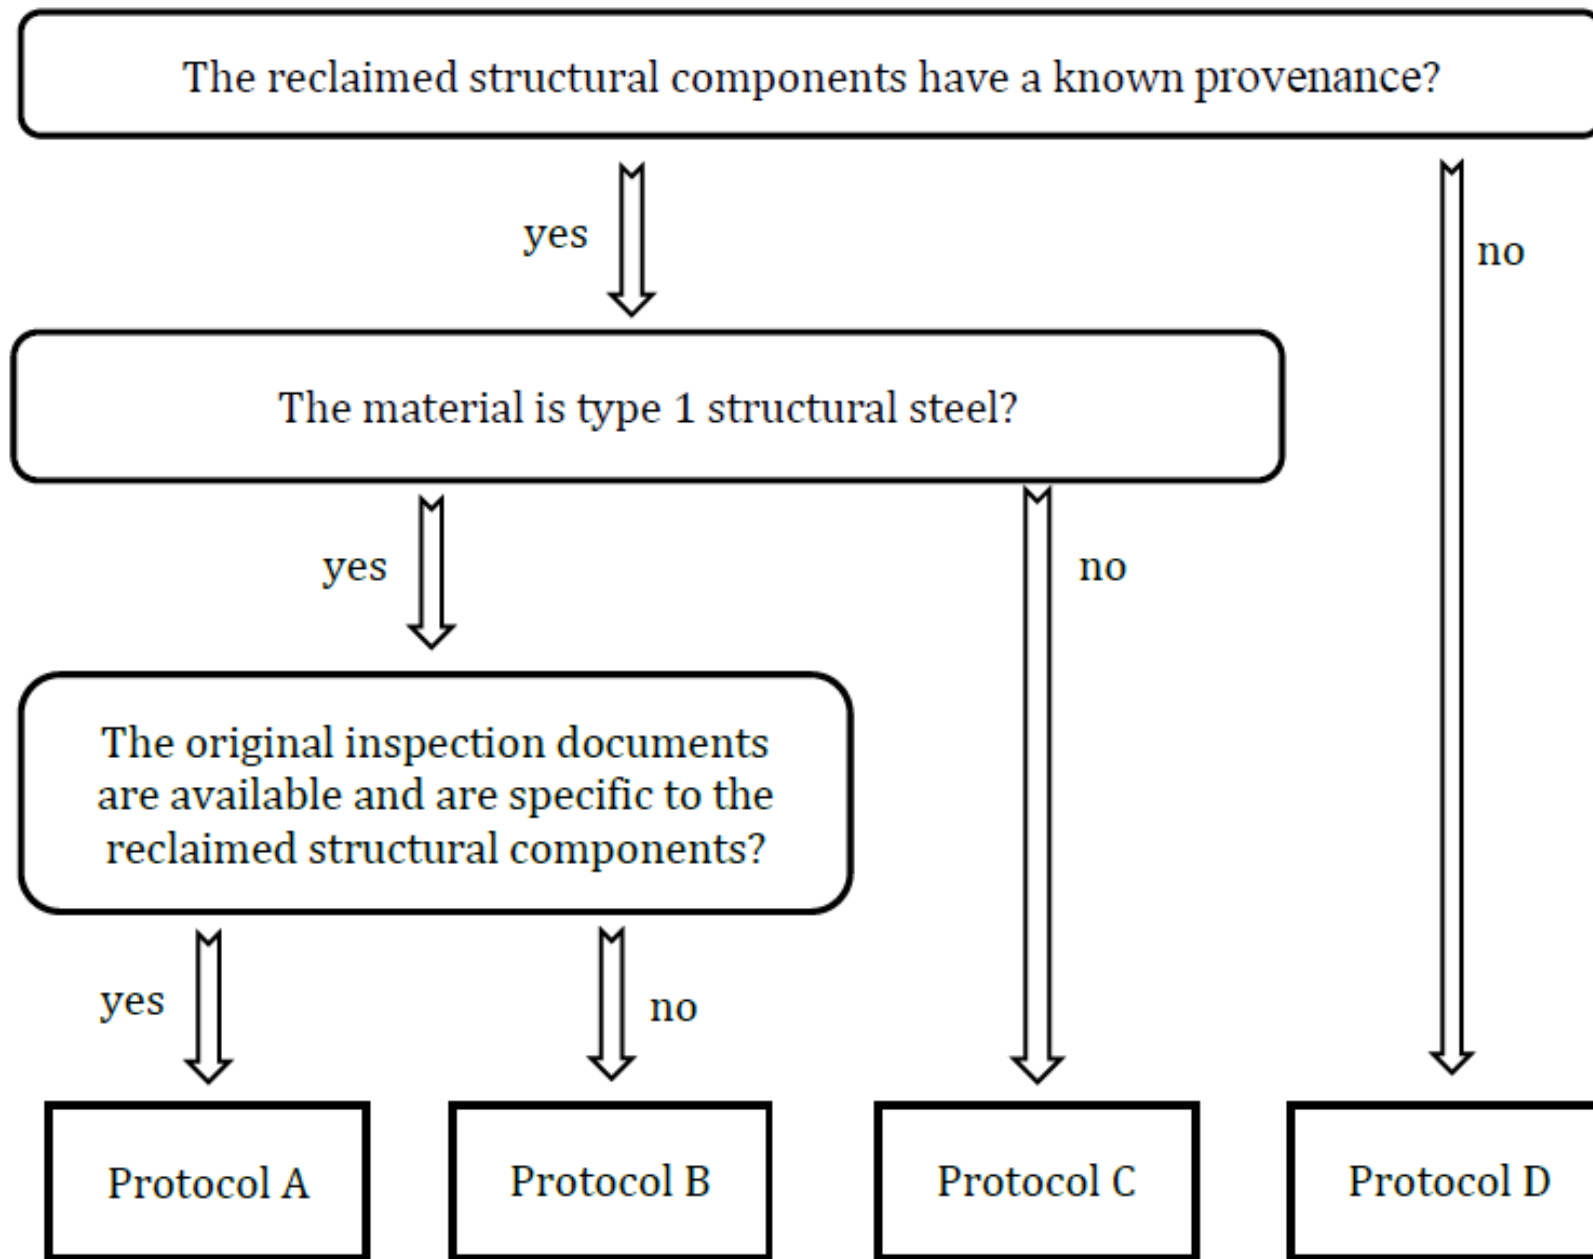 The reclaimed structural components have a known provenance?
yes
no
The material is type 1 structural steel?
yes
no
The original inspection documents
are available and are specific to the
reclaimed structural components?
yes
no
Protocol A
Protocol B
Protocol C
Protocol D